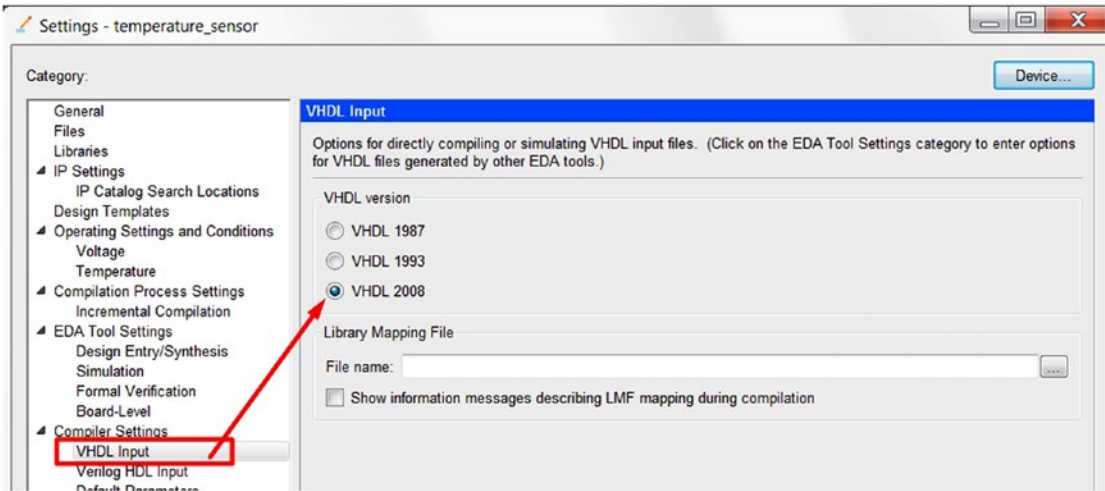 Settings - temperature_sensor
Category:
Device...
General
Files
Libraries
IP Settings
IP Catalog Search Locations
Design Templates
Operating Settings and Conditions
Voltage
Temperature
Compilation Process Settings
Incremental Compilation
EDA Tool Settings
Design Entry/Synthesis
Simulation
Formal Verification
Board-Level
Compiler Settings
VHDL Input
Verilog HDL Input
Default Parameters
VHDL Input
Options for directly compiling or simulating VHDL input files. (Click on the EDA Tool Settings category to enter options
for VHDL files generated by other EDA tools.)
VHDL version
VHDL 1987
VHDL 1993
VHDL 2008
Library Mapping File
File name:
...
Show information messages describing LMF mapping during compilation